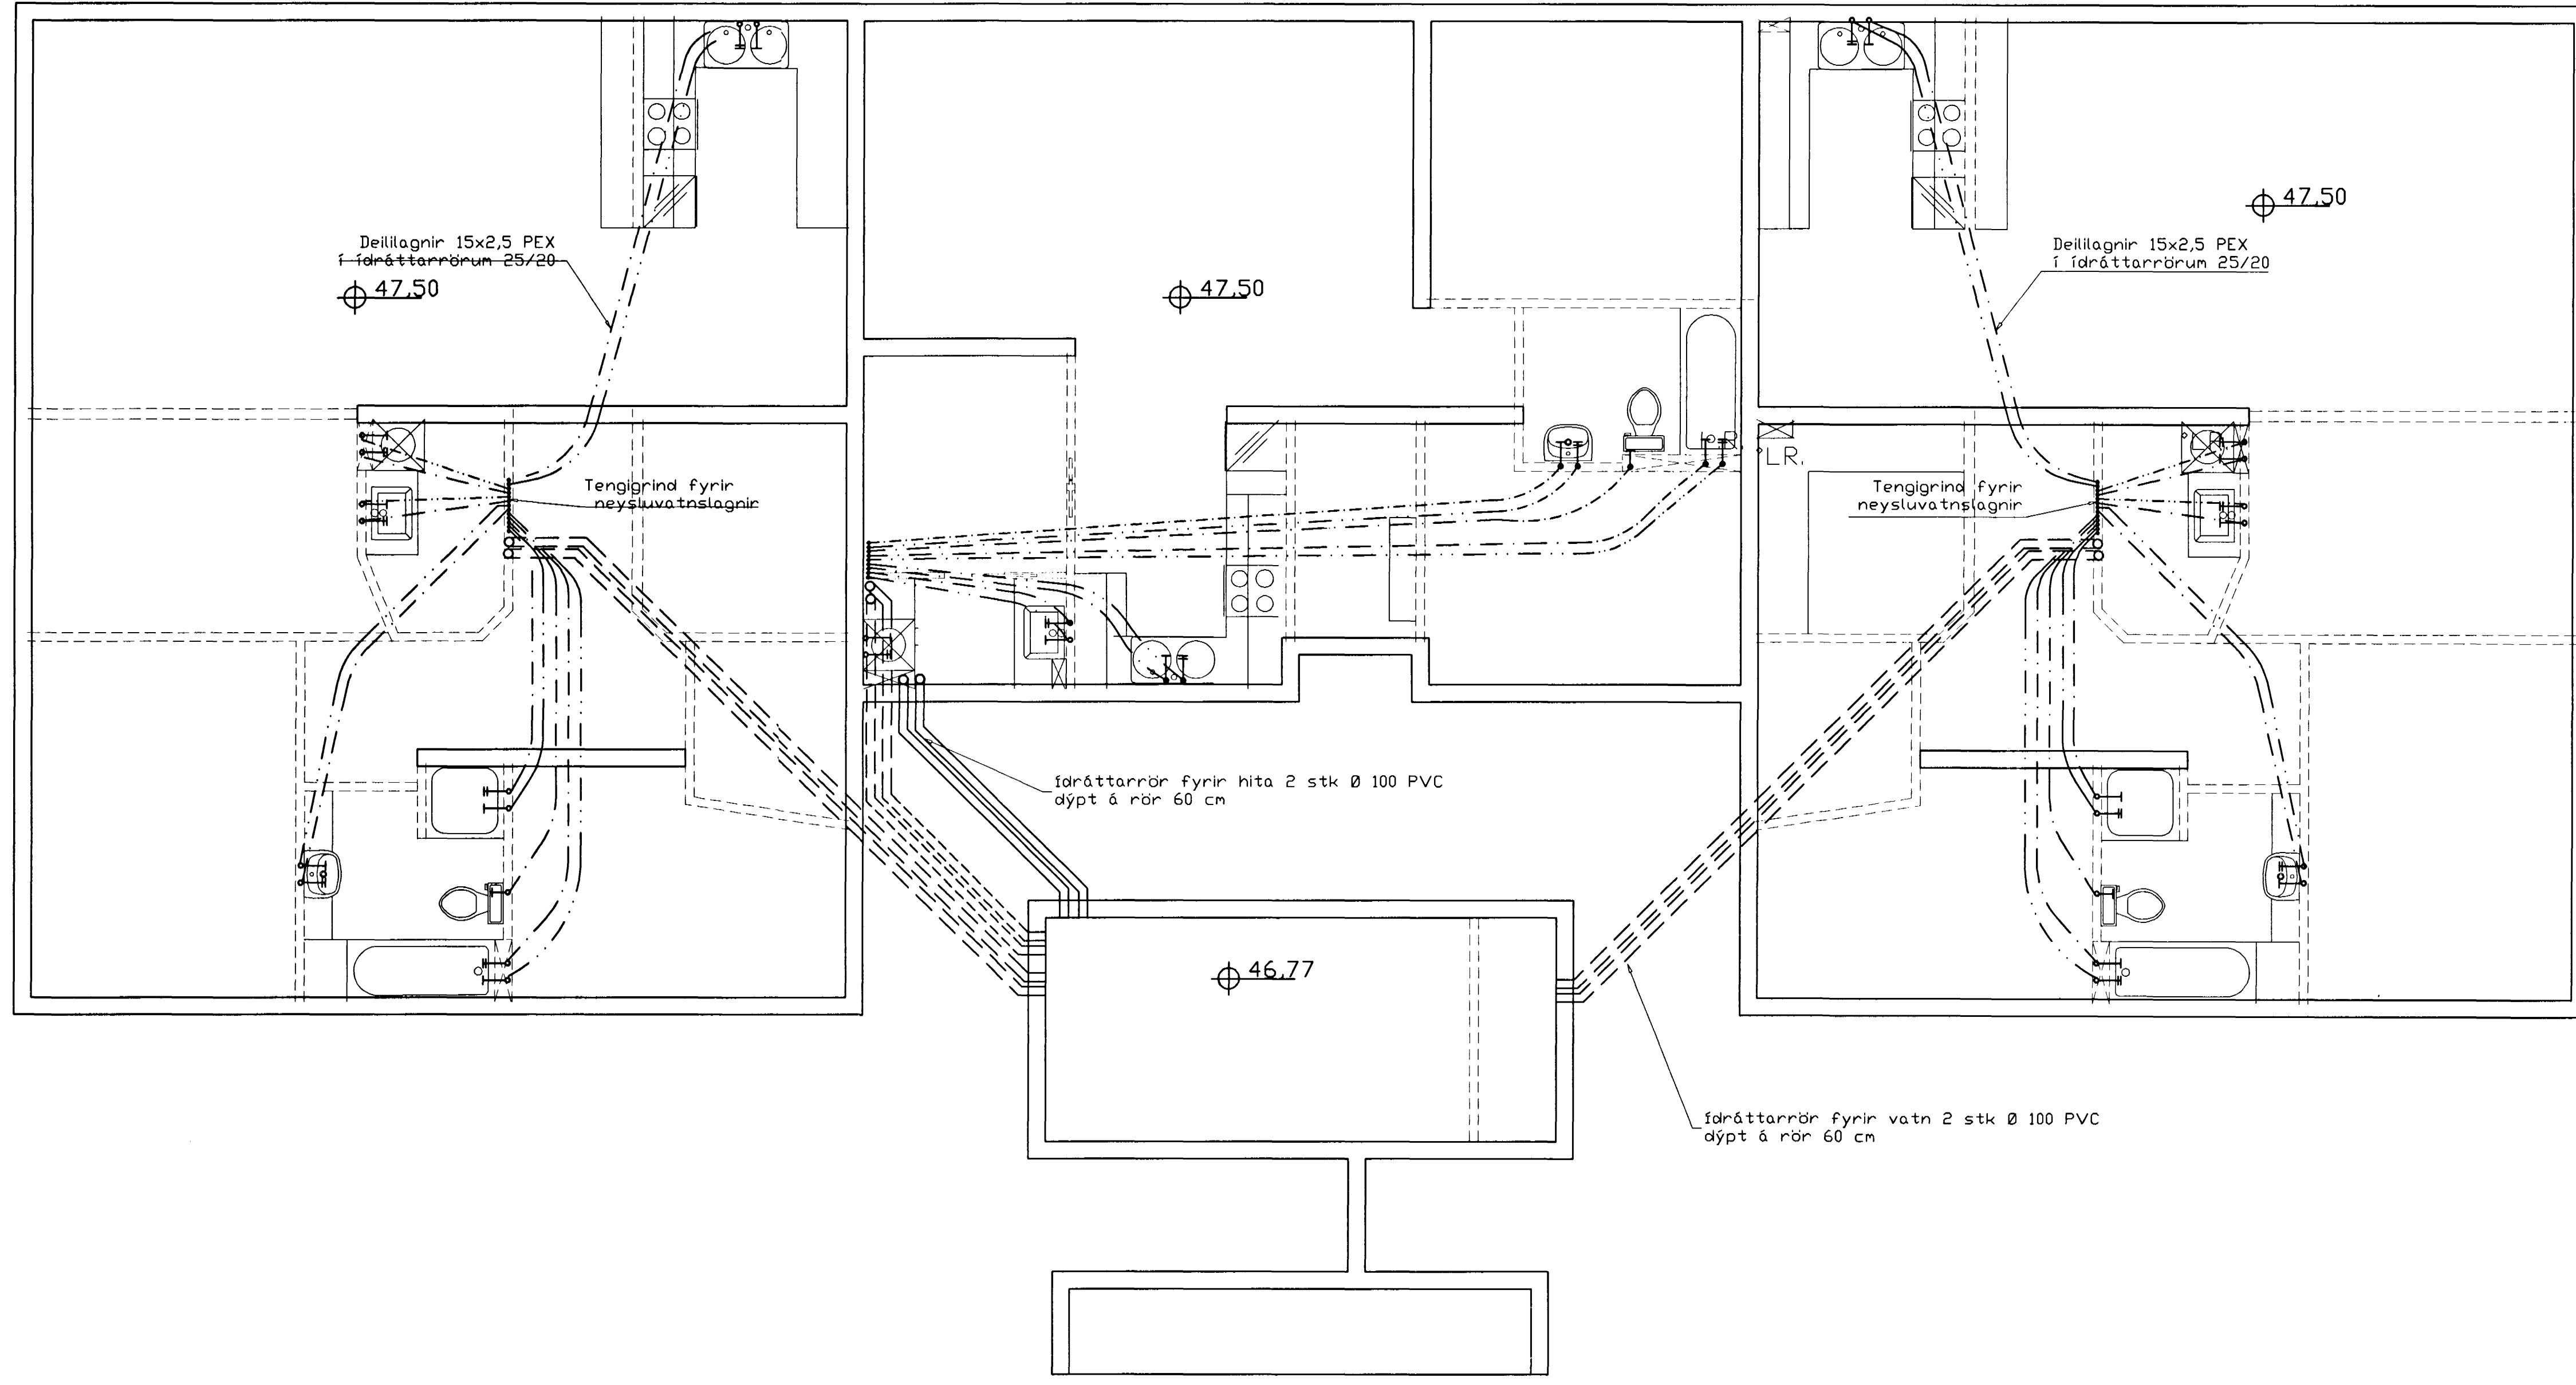 Deililagnir 15x2,5 PEX
í ídráttarrörum 25/20
47,50
47,50
47,50
Deililagnir 15x2,5 PEX
í ídráttarrörum 25/20
LR.
Tengigrind fyrir
neysluvatnslagnir
Tengigrind fyrir
neysluvatnslagnir
ídráttarrör fyrir hita 2 stk Ø 100 PVC
dýpt á rör 60 cm
46,77
ídráttarrör fyrir vatn 2 stk Ø 100 PVC
dýpt á rör 60 cm